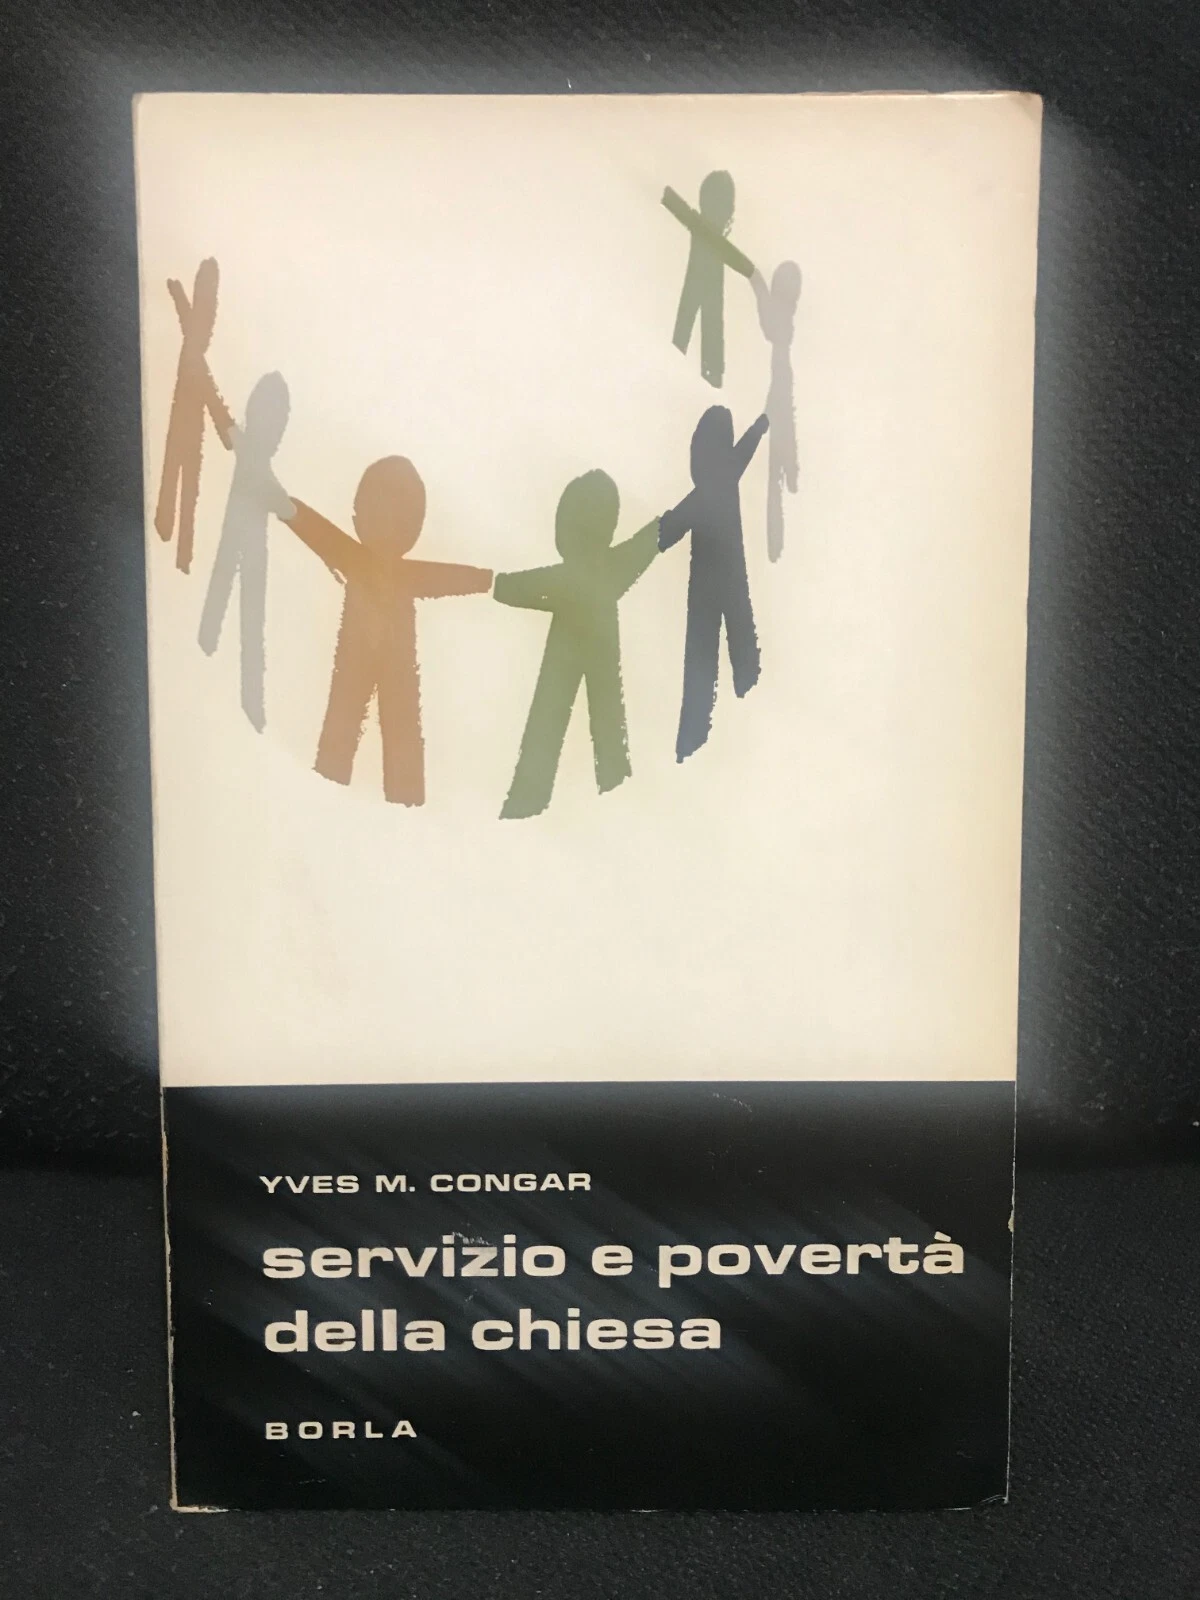 YVES M. CONGAR
servizio e povertà
della chiesa
BORLA